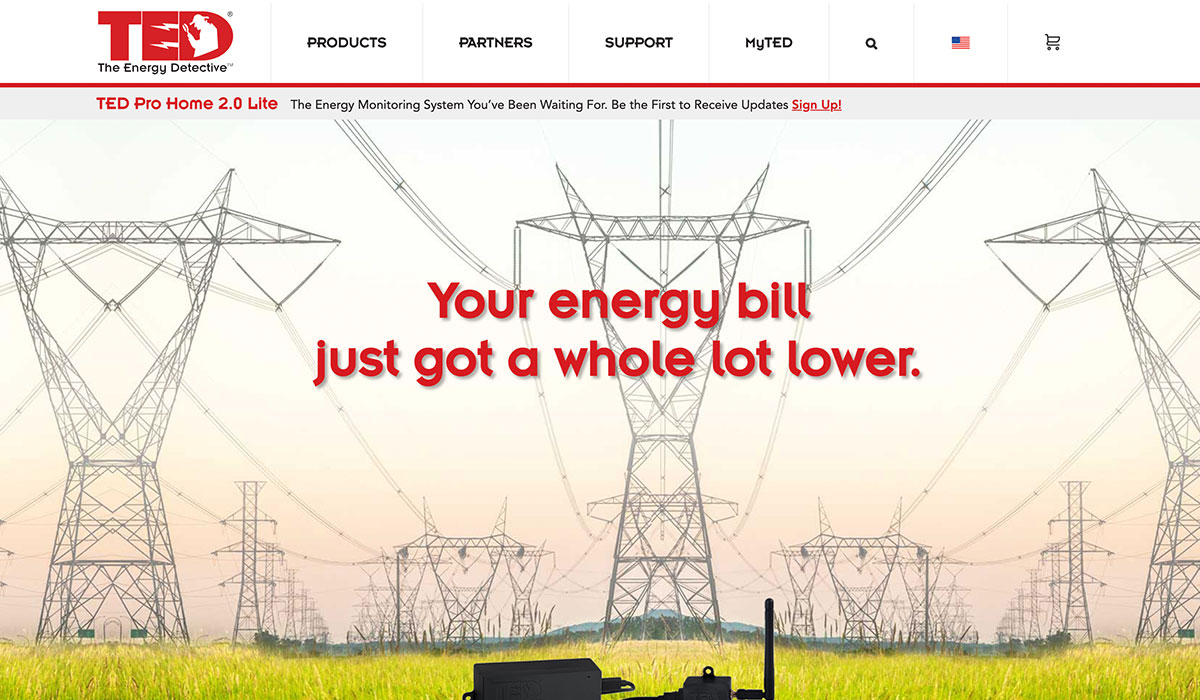 TED®
The Energy Detective™
PRODUCTS
PARTNERS
SUPPORT
MyTED
TED Pro Home 2.0 Lite The Energy Monitoring System You’ve Been Waiting For. Be the First to Receive Updates Sign Up!
Your energy bill
just got a whole lot lower.
TED